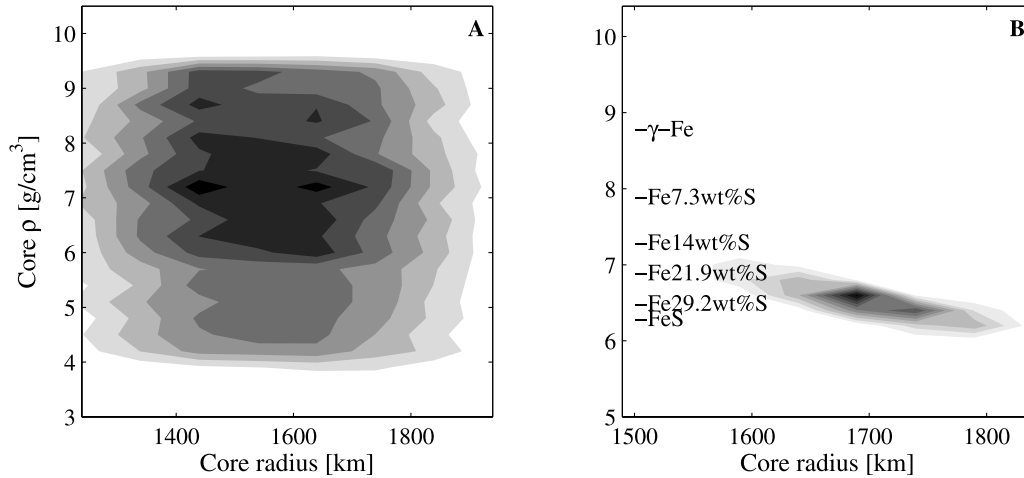 A
10
9
8
7
6
5
4
3
Core ρ [g/cm³]
1400
1600
1800
Core radius [km]
B
10
9
8
7
6
5
−γ−Fe
−Fe7.3wt%S
−Fe14wt%S
−Fe21.9wt%S
−Fe29.2wt%S
−FeS
1500
1600
1700
1800
Core radius [km]